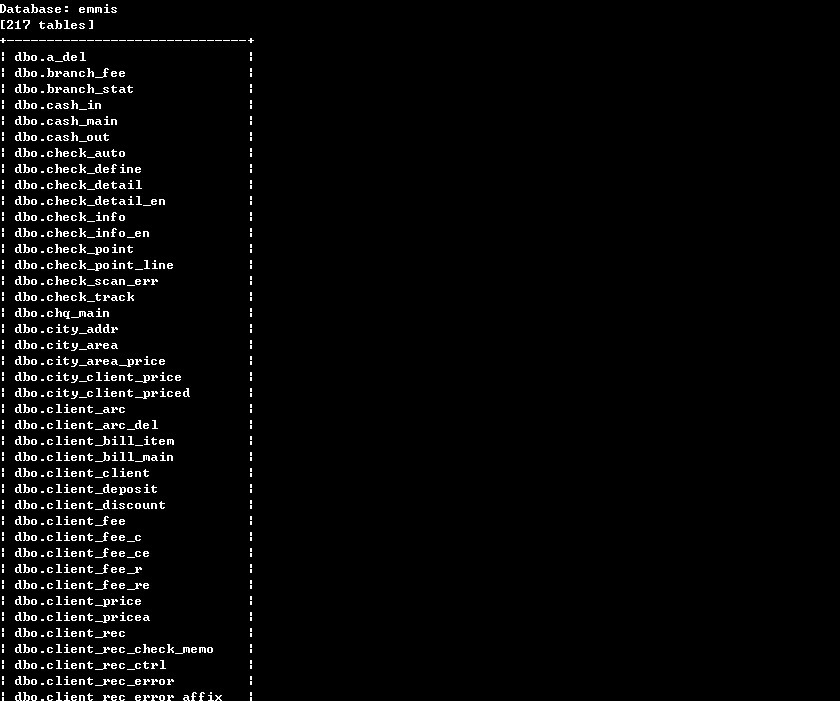 Database: emmis
[217 tables]
+------------------------------+
| dbo.a_del |
| dbo.branch_fee |
| dbo.branch_stat |
| dbo.cash_in |
| dbo.cash_main |
| dbo.cash_out |
| dbo.check_auto |
| dbo.check_define |
| dbo.check_detail |
| dbo.check_detail_en |
| dbo.check_info |
| dbo.check_info_en |
| dbo.check_point |
| dbo.check_point_line |
| dbo.check_scan_err |
| dbo.check_track |
| dbo.chq_main |
| dbo.city_addr |
| dbo.city_area |
| dbo.city_area_price |
| dbo.city_client_price |
| dbo.city_client_priced |
| dbo.client_arc |
| dbo.client_arc_del |
| dbo.client_bill_item |
| dbo.client_bill_main |
| dbo.client_client |
| dbo.client_deposit |
| dbo.client_discount |
| dbo.client_fee |
| dbo.client_fee_c |
| dbo.client_fee_ce |
| dbo.client_fee_r |
| dbo.client_fee_re |
| dbo.client_price |
| dbo.client_pricea |
| dbo.client_rec |
| dbo.client_rec_check_memo |
| dbo.client_rec_ctrl |
| dbo.client_rec_error |
| dbo.client_rec_error_affix |